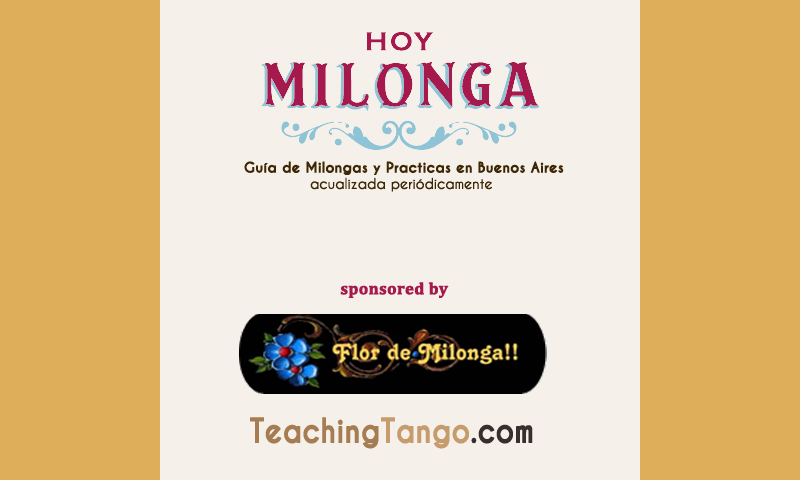 HOY
MILONGA
Guía de Milongas y Practicas en Buenos Aires
acualizada periódicamente
sponsored by
Flor de Milonga!!
TeachingTango.com